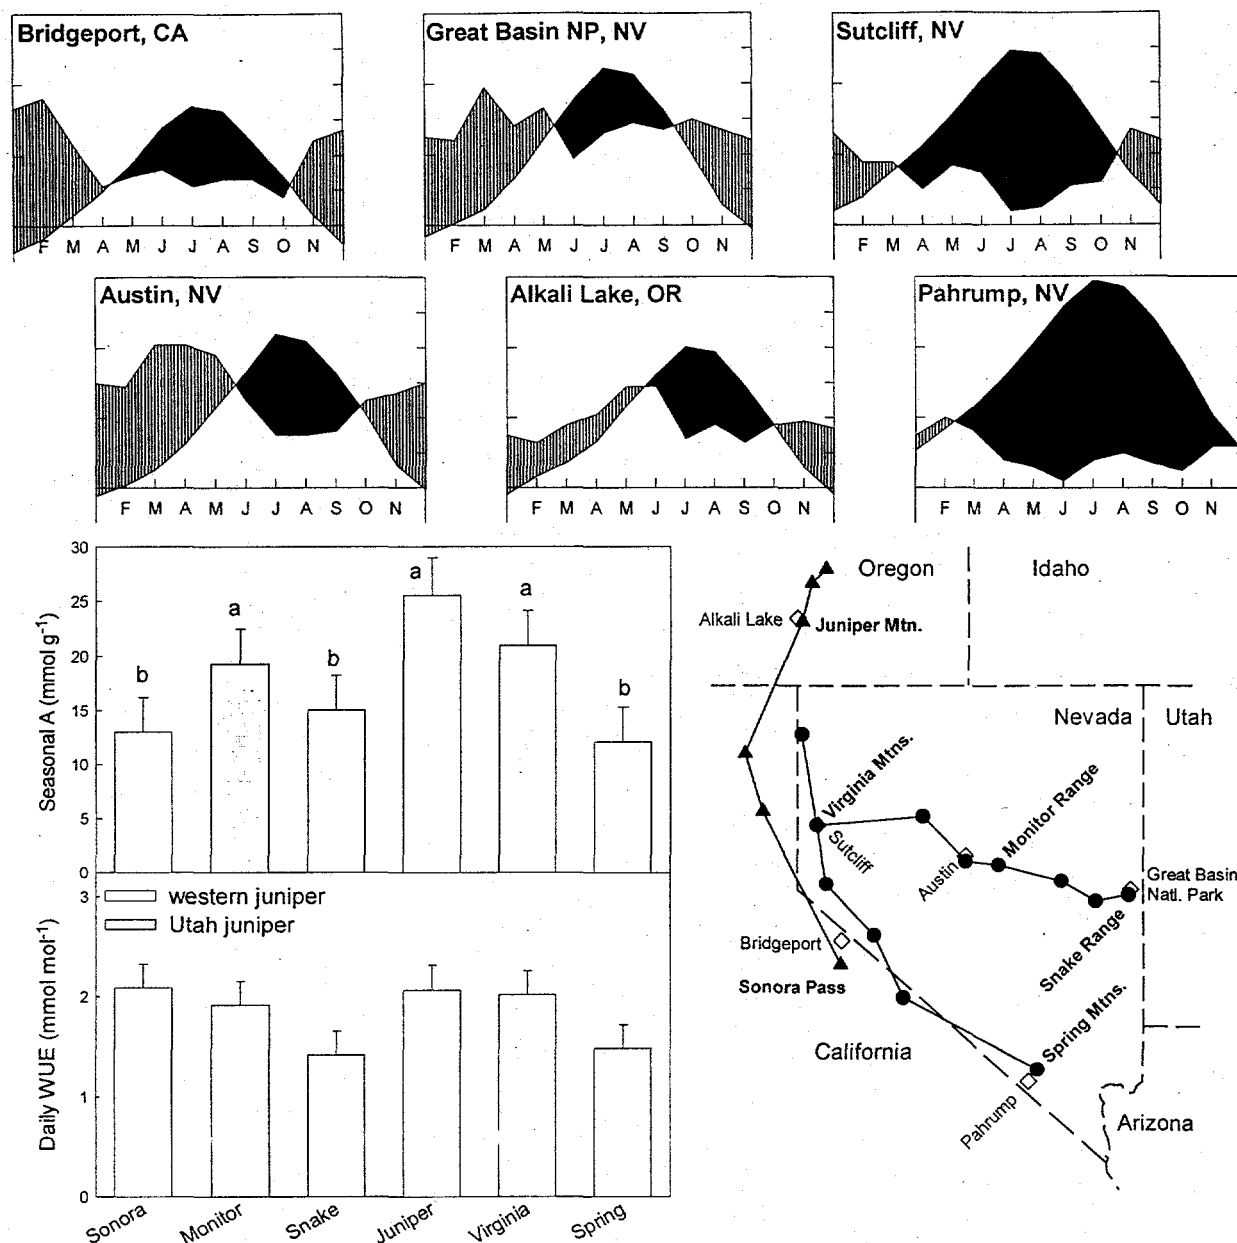 Bridgeport, CA
F M A M J J A S O N
Great Basin NP, NV
F M A M J J A S O N
Sutcliff, NV
F M A M J J A S O N
Austin, NV
F M A M J J A S O N
Alkali Lake, OR
F M A M J J A S O N
Pahrump, NV
F M A M J J A S O N
Seasonal A (mmol g⁻¹)
30
25
20
15
10
5
0
b
a
b
a
a
b
Daily WUE (mmol mol⁻¹)
3
2
1
0
western juniper
Utah juniper
Sonora
Monitor
Snake
Juniper
Virginia
Spring
Oregon
Idaho
Alkali Lake
Juniper Mtn.
Nevada
Utah
Virginia Mtns.
Sutcliff
Monitor Range
Austin
Great Basin
Natl. Park
Snake Range
Bridgeport
Sonora Pass
California
Spring Mtns.
Pahrump
Arizona